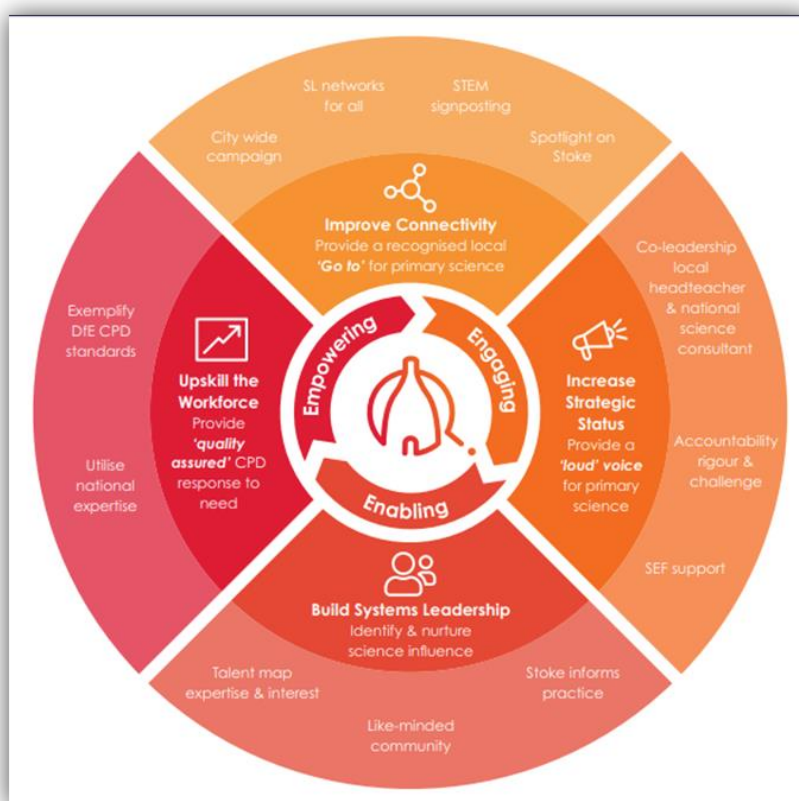 SL networks
for all
STEM
signposting
City wide
campaign
Spotlight on
Stoke
Improve Connectivity
Provide a recognised local
‘Go to’ for primary science
Co-leadership
local
headteacher
& national
science
consultant
Accountability
rigour &
challenge
SEF support
Increase
Strategic
Status
Provide a
‘loud’ voice
for primary
science
Exemplify
DfE CPD
standards
Utilise
national
expertise
Upskill the
Workforce
Provide
‘quality
assured’ CPD
response to
need
Empowering
Engaging
Enabling
Build Systems Leadership
Identify & nurture
science influence
Talent map
expertise & interest
Like-minded
community
Stoke informs
practice